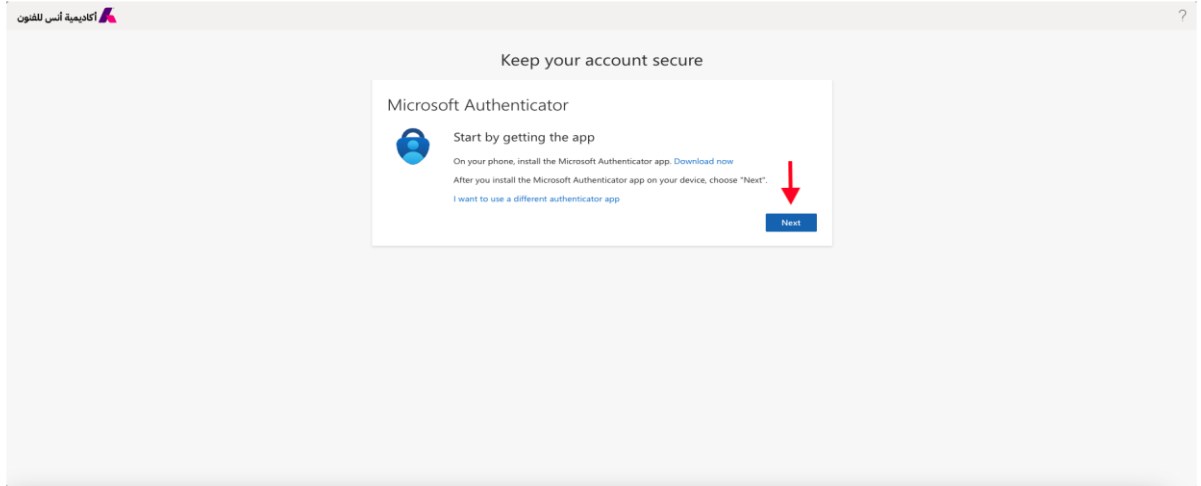 أكاديمية أنس للفنون
?
Keep your account secure
Microsoft Authenticator
Start by getting the app
On your phone, install the Microsoft Authenticator app. Download now
After you install the Microsoft Authenticator app on your device, choose "Next".
I want to use a different authenticator app
Next